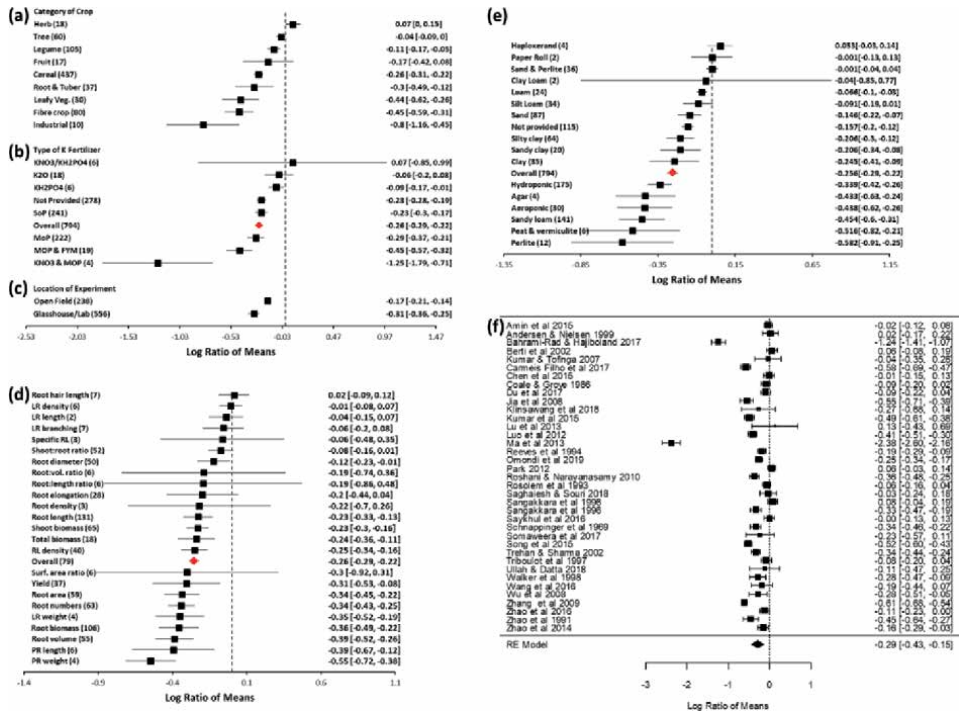 (a)
Category of Crop
Herb (18) 0.07 [0, 0.15]
Tree (60) -0.04 [-0.09, 0]
Legume (105) -0.11 [-0.17, -0.05]
Fruit (17) -0.17 [-0.42, 0.08]
Cereal (437) -0.26 [-0.31, -0.22]
Root & Tuber (37) -0.3 [-0.49, -0.12]
Leafy Veg. (30) -0.44 [-0.62, -0.26]
Fibre crop (80) -0.45 [-0.59, -0.31]
Industrial (10) -0.8 [-1.16, -0.45]
(b)
Type of K Fertilizer
KNO3/KH2PO4 (6) 0.07 [-0.85, 0.99]
K2O (18) -0.06 [-0.2, 0.08]
KH2PO4 (6) -0.09 [-0.17, -0.01]
Not Provided (278) -0.23 [-0.28, -0.19]
SoP (241) -0.23 [-0.3, -0.17]
Overall (794) -0.26 [-0.29, -0.22]
MoP (222) -0.29 [-0.37, -0.21]
MOP & FYM (19) -0.45 [-0.57, -0.32]
KNO3 & MOP (4) -1.25 [-1.79, -0.71]
(c)
Location of Experiment
Open Field (238) -0.17 [-0.21, -0.14]
Glasshouse/Lab (556) -0.31 [-0.36, -0.25]
-2.53 -2.03 -1.53 -1.03 -0.53 -0.03 0.47 0.97 1.47
Log Ratio of Means
(d)
Root hair length (7) 0.02 [-0.09, 0.12]
LR density (6) -0.01 [-0.08, 0.07]
LR length (2) -0.04 [-0.15, 0.07]
LR branching (7) -0.06 [-0.2, 0.08]
Specific RL (3) -0.06 [-0.48, 0.35]
Shoot:root ratio (52) -0.08 [-0.16, 0.01]
Root diameter (50) -0.12 [-0.23, -0.01]
Root:vol. ratio (6) -0.19 [-0.74, 0.36]
Root:length ratio (6) -0.19 [-0.86, 0.48]
Root elongation (28) -0.2 [-0.44, 0.04]
Root density (3) -0.22 [-0.7, 0.26]
Root length (131) -0.23 [-0.33, -0.13]
Shoot biomass (65) -0.23 [-0.3, -0.16]
Total biomass (18) -0.24 [-0.36, -0.11]
RL density (40) -0.25 [-0.34, -0.16]
Overall (79) -0.26 [-0.29, -0.22]
Surf. area ratio (6) -0.3 [-0.92, 0.31]
Yield (37) -0.31 [-0.53, -0.08]
Root area (59) -0.34 [-0.45, -0.22]
Root numbers (63) -0.34 [-0.43, -0.25]
LR weight (4) -0.35 [-0.52, -0.19]
Root biomass (106) -0.36 [-0.49, -0.22]
Root volume (55) -0.39 [-0.52, -0.26]
PR length (6) -0.39 [-0.67, -0.12]
PR weight (4) -0.55 [-0.72, -0.38]
-1.4 -0.9 -0.4 0.1 0.6 1.1
Log Ratio of Means
(e)
Haploxerand (4)
Paper Roll (2) -0.001 [-0.13, 0.13]
Sand & Perlite (36) -0.001 [-0.04, 0.04]
Clay Loam (2) -0.04 [-0.85, 0.77]
Loam (24)
Silt Loam (34) -0.091 [-0.19, 0.01]
Sand (87) -0.146 [-0.22, -0.07]
Not provided (115) -0.157 [-0.2, -0.12]
Silty clay (64) -0.206 [-0.3, -0.12]
Sandy clay (20) -0.206 [-0.34, -0.08]
Clay (35) -0.245 [-0.41, -0.09]
Overall (794) -0.256 [-0.29, -0.22]
Hydroponic (175) -0.339 [-0.42, -0.26]
Agar (4) -0.433 [-0.63, -0.24]
Aeroponic (30) -0.438 [-0.62, -0.26]
Sandy loam (141) -0.454 [-0.6, -0.31]
Peat & vermiculite (6) -0.516 [-0.82, -0.21]
Perlite (12) -0.582 [-0.91, -0.25]
-1.35 -0.85 -0.35 0.15 0.65 1.15
Log Ratio of Means
(f)
Amin et al 2015 -0.02 [-0.12, 0.08]
Andersen & Nielsen 1999 0.02 [-0.17, 0.22]
Bahrami-Rad & Hajiboland 2017 -1.24 [-1.41, -1.07]
Berti et al 2002 0.06 [-0.08, 0.19]
Kumar & Tofinga 2007 -0.04 [-0.35, 0.28]
Carmeis Filho et al 2017 -0.58 [-0.69, -0.47]
Chen et al 2015
Coale & Grove 1986
Du et al 2017 -0.09 [-0.22, 0.04]
Jia et al 2008 -0.55 [-0.71, -0.39]
Klinsawang et al 2018 -0.27 [-0.68, 0.14]
Kumar et al 2015 -0.49 [-0.61, -0.38]
Lu et al 2013 0.13 [-0.43, 0.69]
Luo et al 2012 -0.41 [-0.51, -0.30]
Ma et al 2013 -2.38 [-2.60, -2.16]
Reeves et al 1994 -0.19 [-0.29, -0.09]
Omondi et al 2019 -0.25 [-0.34, -0.17]
Park 2012 0.06 [-0.03, 0.14]
Roshani & Narayanasamy 2010 -0.36 [-0.48, -0.25]
Rosolem et al 1993 -0.06 [-0.16, 0.04]
Saghaiesh & Souri 2018 -0.03 [-0.24, 0.18]
Sangakkara et al 1996 0.08 [-0.04, 0.19]
Sangakkara et al 1996 -0.33 [-0.47, -0.19]
Saykhul et al 2016 -0.00 [-0.13, 0.13]
Schnappinger et al 1969 -0.34 [-0.46, -0.22]
Somaweera et al 2017 -0.23 [-0.57, 0.11]
Song et al 2015 -0.52 [-0.60, -0.43]
Trehan & Sharma 2002 -0.34 [-0.44, -0.24]
Triboulot et al 1997 -0.08 [-0.20, 0.04]
Ullah & Datta 2018 -0.11 [-0.47, 0.25]
Walker et al 1998 -0.28 [-0.47, -0.09]
Wang et al 2016 -0.19 [-0.44, 0.07]
Wu et al 2008 -0.28 [-0.51, -0.05]
Zhang et al 2009 -0.61 [-0.68, -0.54]
Zhao et al 2016 -0.11 [-0.23, 0.00]
Zhao et al 1991 -0.45 [-0.64, -0.27]
Zhao et al 2014 -0.16 [-0.29, -0.03]
RE Model -0.29 [-0.43, -0.15]
-3 -2 -1 0 1 2
Log Ratio of Means